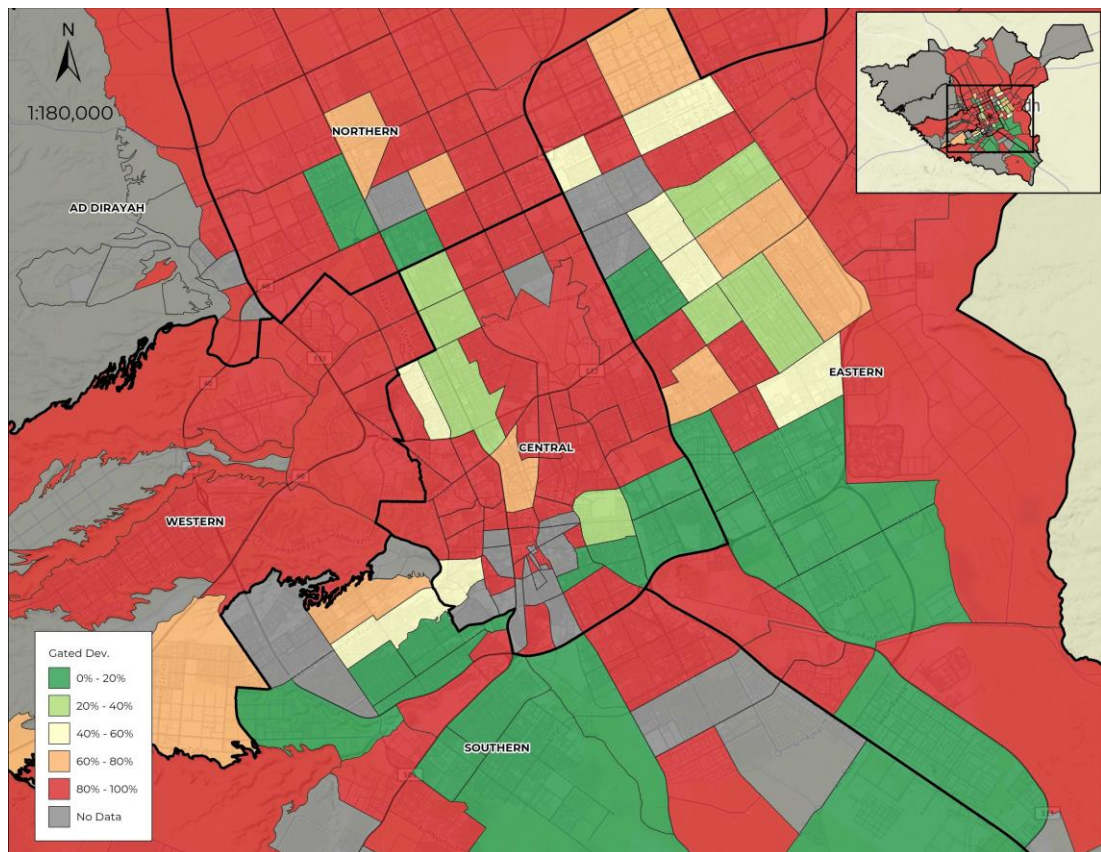 N
1:180,000
NORTHERN
AD DIRAYAH
EASTERN
CENTRAL
WESTERN
SOUTHERN
Gated Dev.
0% - 20%
20% - 40%
40% - 60%
60% - 80%
80% - 100%
No Data